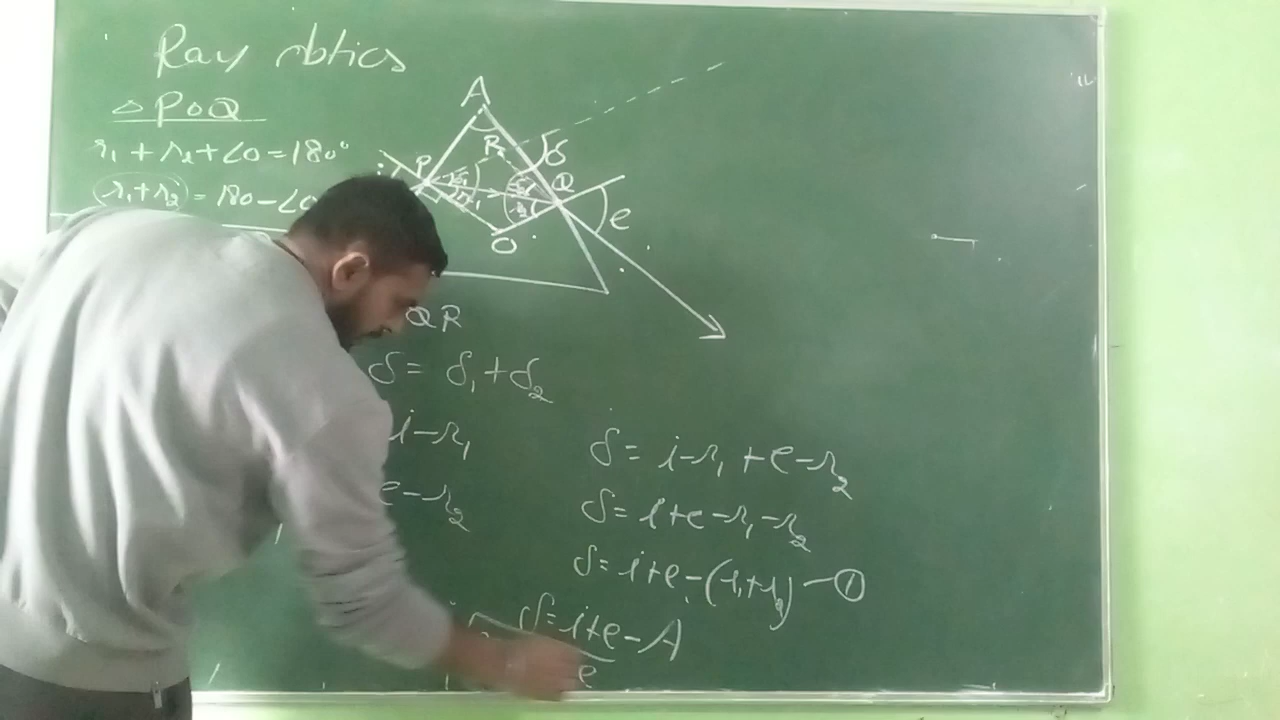 Ray obtics
△ POQ
r₁ + r₂ + ∠O = 180°
r₁ + r₂ = 180 - ∠O
A
R
δ
P
Q
i
e
O
QR
δ = δ₁ + δ₂
i - r₁
e - r₂
δ = i - r₁ + e - r₂
δ = i + e - r₁ - r₂
δ = i + e - (r₁ + r₂) — ①
δ = i + e - A
e